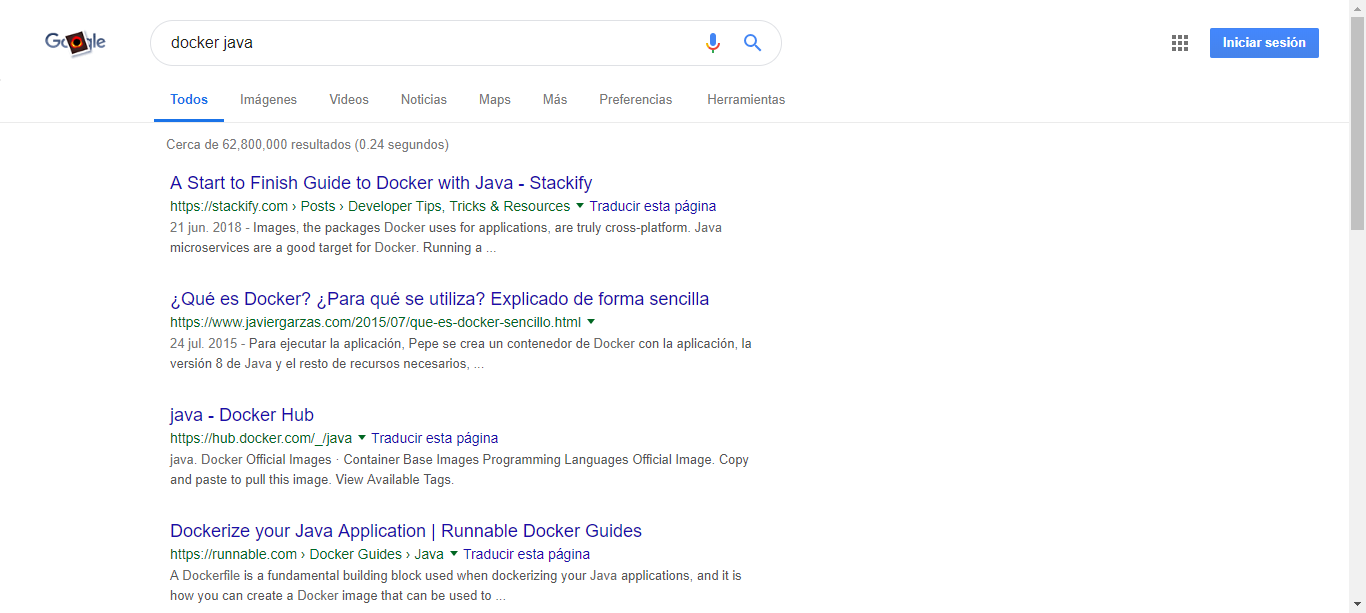 Google
docker java
Iniciar sesión
Todos Imágenes Videos Noticias Maps Más Preferencias Herramientas
Cerca de 62,800,000 resultados (0.24 segundos)
A Start to Finish Guide to Docker with Java - Stackify
https://stackify.com › Posts › Developer Tips, Tricks & Resources ▼ Traducir esta página
21 jun. 2018 - Images, the packages Docker uses for applications, are truly cross-platform. Java
microservices are a good target for Docker. Running a ...
¿Qué es Docker? ¿Para qué se utiliza? Explicado de forma sencilla
https://www.javiergarzas.com/2015/07/que-es-docker-sencillo.html ▼
24 jul. 2015 - Para ejecutar la aplicación, Pepe se crea un contenedor de Docker con la aplicación, la
versión 8 de Java y el resto de recursos necesarios, ...
java - Docker Hub
https://hub.docker.com/_/java ▼ Traducir esta página
java. Docker Official Images · Container Base Images Programming Languages Official Image. Copy
and paste to pull this image. View Available Tags.
Dockerize your Java Application | Runnable Docker Guides
https://runnable.com › Docker Guides › Java ▼ Traducir esta página
A Dockerfile is a fundamental building block used when dockerizing your Java applications, and it is
how you can create a Docker image that can be used to ...